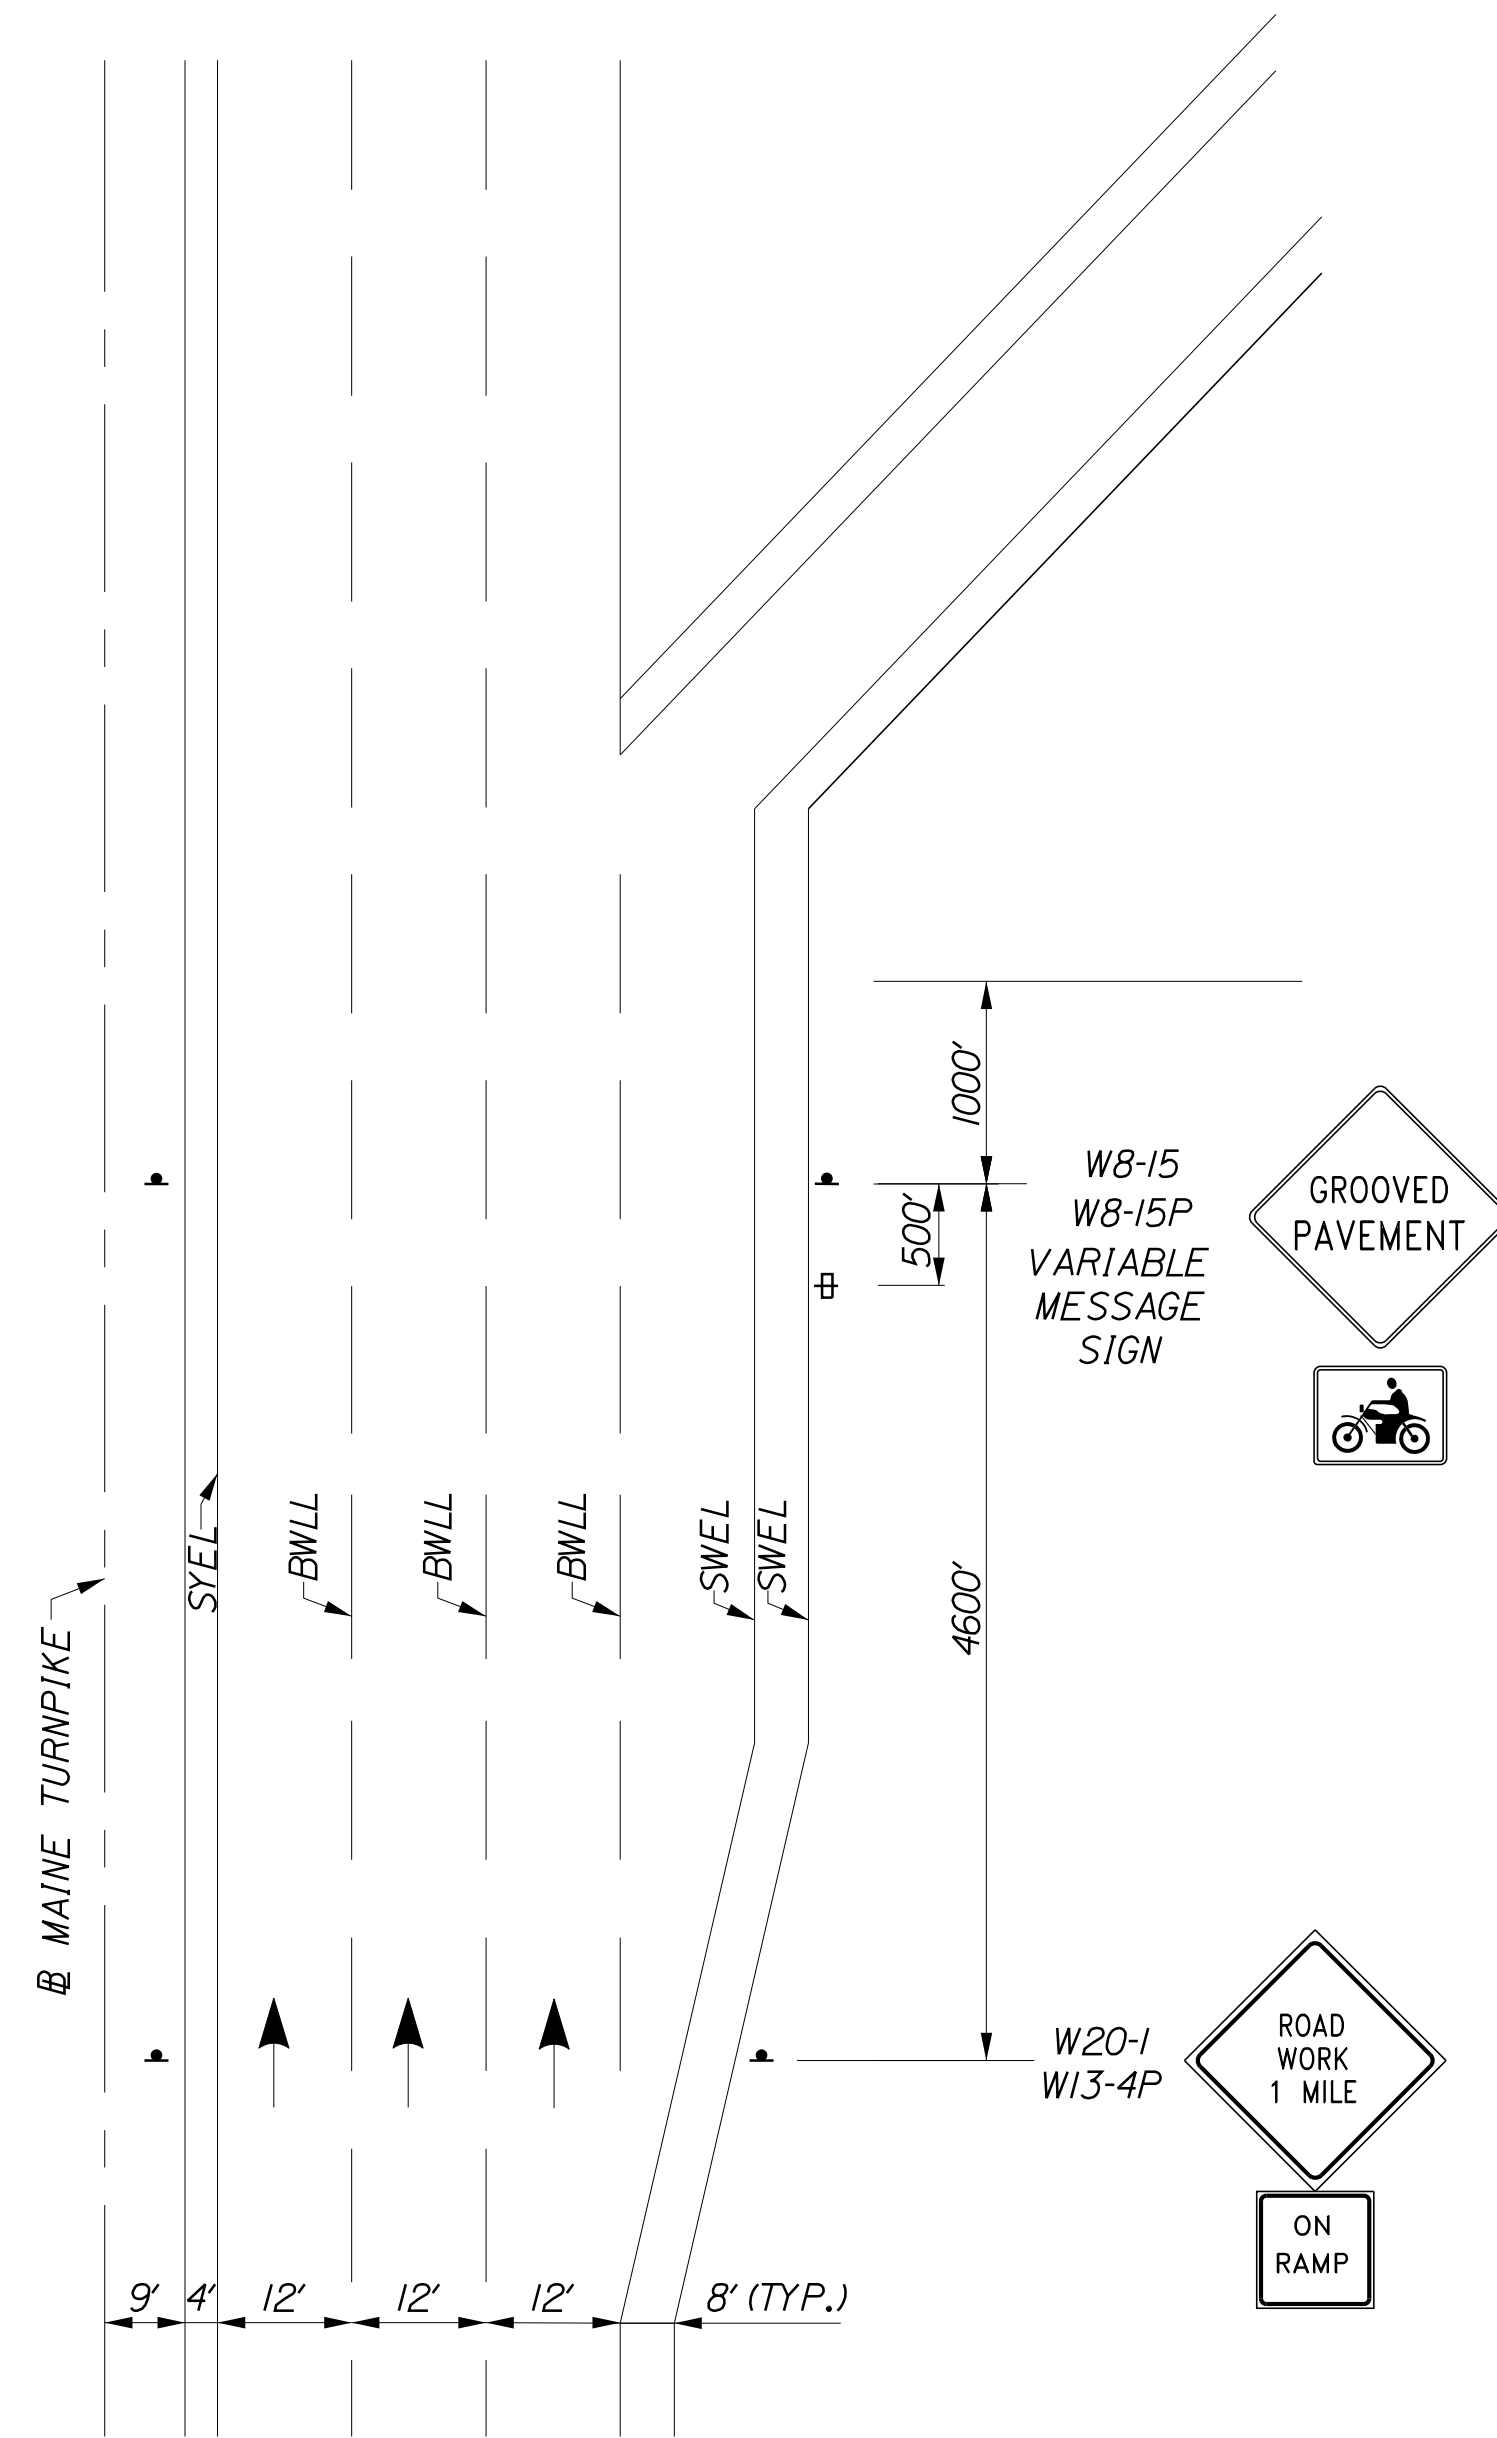 1000'
W8-15
W8-15P
VARIABLE
MESSAGE
SIGN
GROOVED
PAVEMENT
500'
SYEL
BWLL
BWLL
BWLL
SWEL
SWEL
4600'
BL MAINE TURNPIKE
W20-1
W13-4P
ROAD
WORK
1 MILE
ON
RAMP
9' 4' 12' 12' 12' 8' (TYP.)